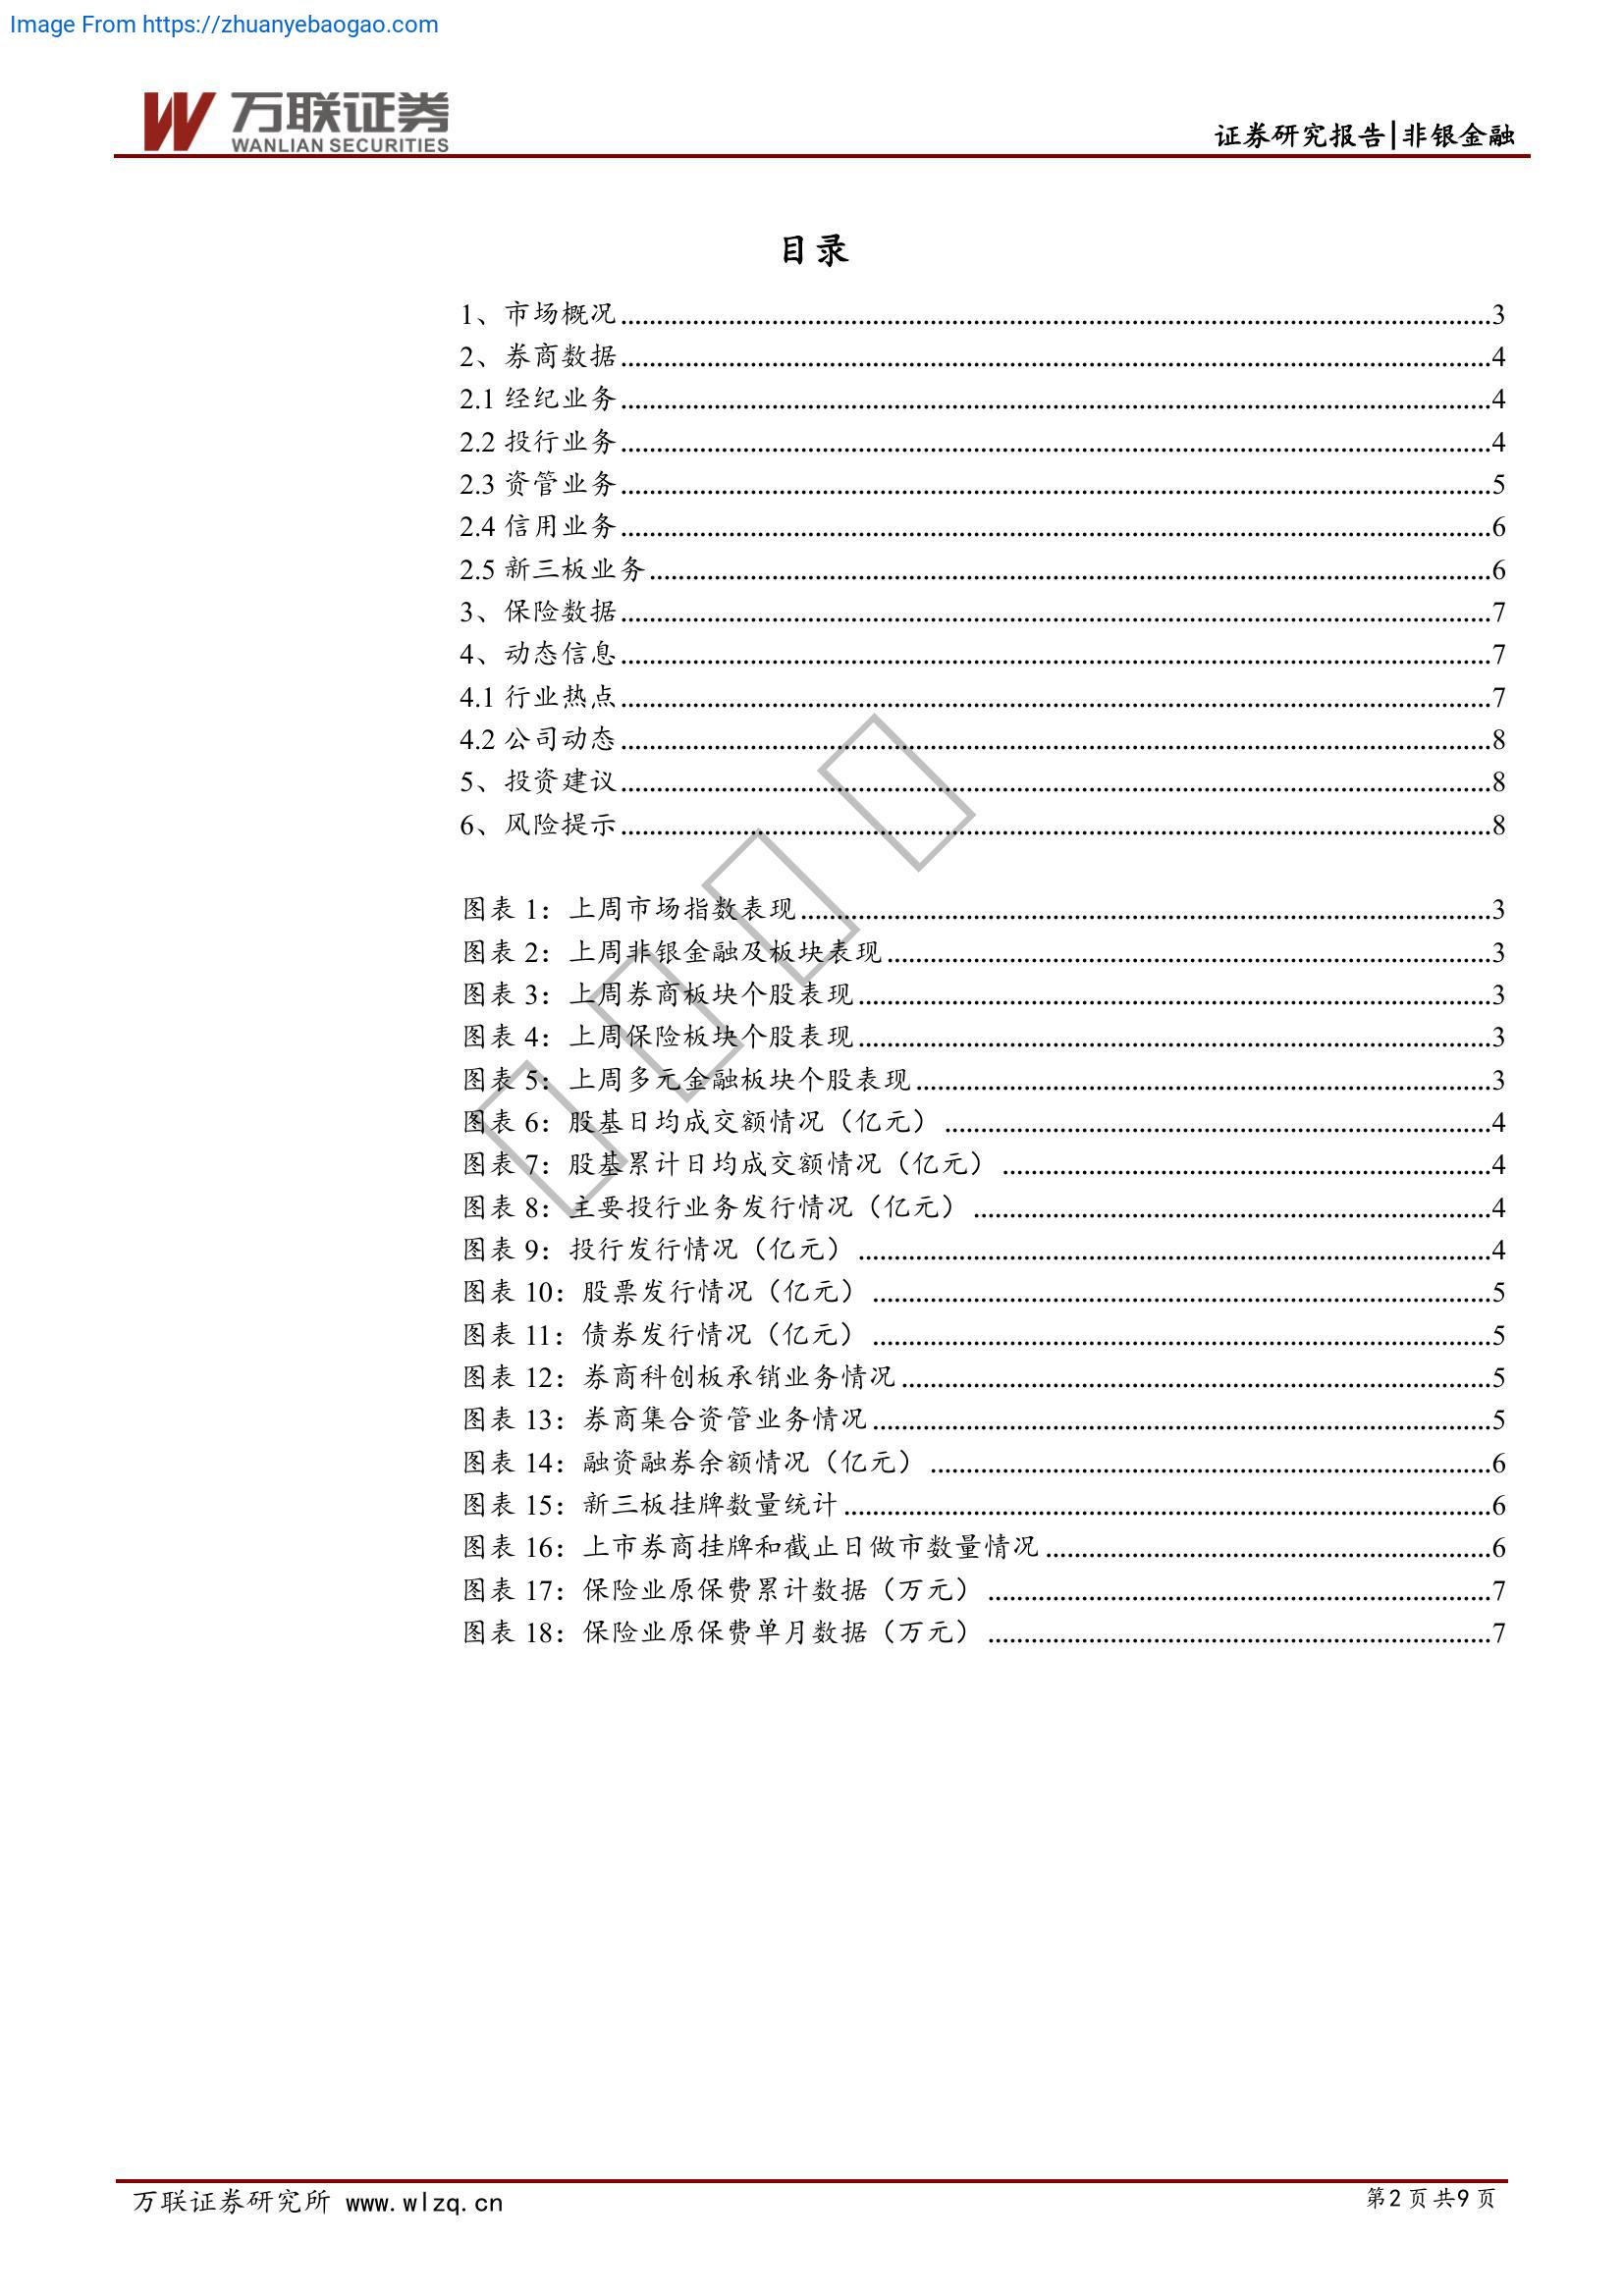 Image From https://zhuanyebaogao.com
万联证券
WANLIAN SECURITIES
证券研究报告|非银金融
目录
1、市场概况........3
2、券商数据........4
2.1 经纪业务........4
2.2 投行业务........4
2.3 资管业务........5
2.4 信用业务........6
2.5 新三板业务........6
3、保险数据........7
4、动态信息........7
4.1 行业热点........7
4.2 公司动态........8
5、投资建议........8
6、风险提示........8
图表 1：上周市场指数表现........3
图表 2：上周非银金融及板块表现........3
图表 3：上周券商板块个股表现........3
图表 4：上周保险板块个股表现........3
图表 5：上周多元金融板块个股表现........3
图表 6：股基日均成交额情况（亿元）........4
图表 7：股基累计日均成交额情况（亿元）........4
图表 8：主要投行业务发行情况（亿元）........4
图表 9：投行发行情况（亿元）........4
图表 10：股票发行情况（亿元）........5
图表 11：债券发行情况（亿元）........5
图表 12：券商科创板承销业务情况........5
图表 13：券商集合资管业务情况........5
图表 14：融资融券余额情况（亿元）........6
图表 15：新三板挂牌数量统计........6
图表 16：上市券商挂牌和截止日做市数量情况........6
图表 17：保险业原保费累计数据（万元）........7
图表 18：保险业原保费单月数据（万元）........7
万联证券研究所 www.wlzq.cn
第2页共9页